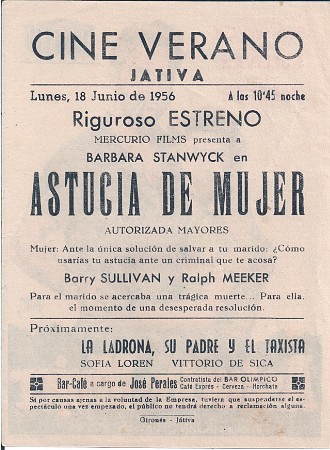 CINE VERANO
JATIVA
Lunes, 18 Junio de 1956 A las 10'45 noche
Riguroso ESTRENO
MERCURIO FILMS presenta a
BARBARA STANWYCK en
ASTUCIA DE MUJER
AUTORIZADA MAYORES
Mujer: Ante la única solución de salvar a tu marido: ¿Cómo
usarías tu astucia ante un criminal que te acosa?
Barry SULLIVAN y Ralph MEEKER
Para el marido se acercaba una trágica muerte... Para ella.
el momento de una desesperada resolución.
Próximamente:
LA LADRONA, SU PADRE Y EL TAXISTA
SOFIA LOREN VITTORIO DE SICA
Bar-Café a cargo de José Perales Contratista del BAR OLIMPICO
Café Exprés - Cerveza - Horchata
Si por causas ajenas a la voluntad de la Empresa, tuviera que suspenderse el es-
pectáculo una vez empezado, el público no tendrá derecho a reclamación alguna.
Gironés - Játiva